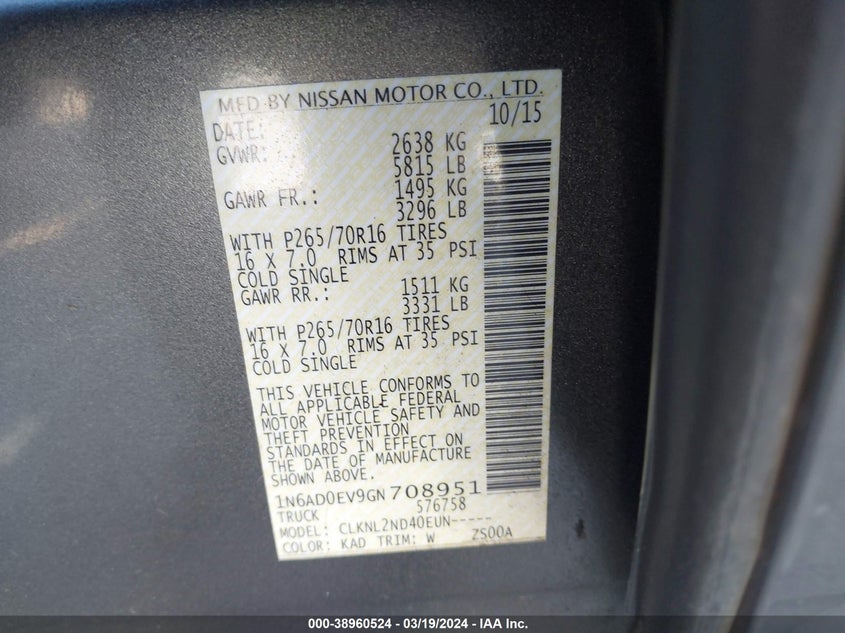 MFD BY NISSAN MOTOR CO., LTD.
DATE: 10/15
GVWR: 2638 KG
5815 LB
GAWR FR.: 1495 KG
3296 LB
WITH P265/70R16 TIRES
16 X 7.0 RIMS AT 35 PSI
COLD SINGLE
GAWR RR.: 1511 KG
3331 LB
WITH P265/70R16 TIRES
16 X 7.0 RIMS AT 35 PSI
COLD SINGLE
THIS VEHICLE CONFORMS TO
ALL APPLICABLE FEDERAL
MOTOR VEHICLE SAFETY AND
THEFT PREVENTION
STANDARDS IN EFFECT ON
THE DATE OF MANUFACTURE
SHOWN ABOVE.
1N6AD0EV9GN708951
TRUCK 576758
MODEL: CLKNL2ND40EUN-----
COLOR: KAD TRIM: W ZS00A
000-38960524 — 03/19/2024 — IAA Inc.